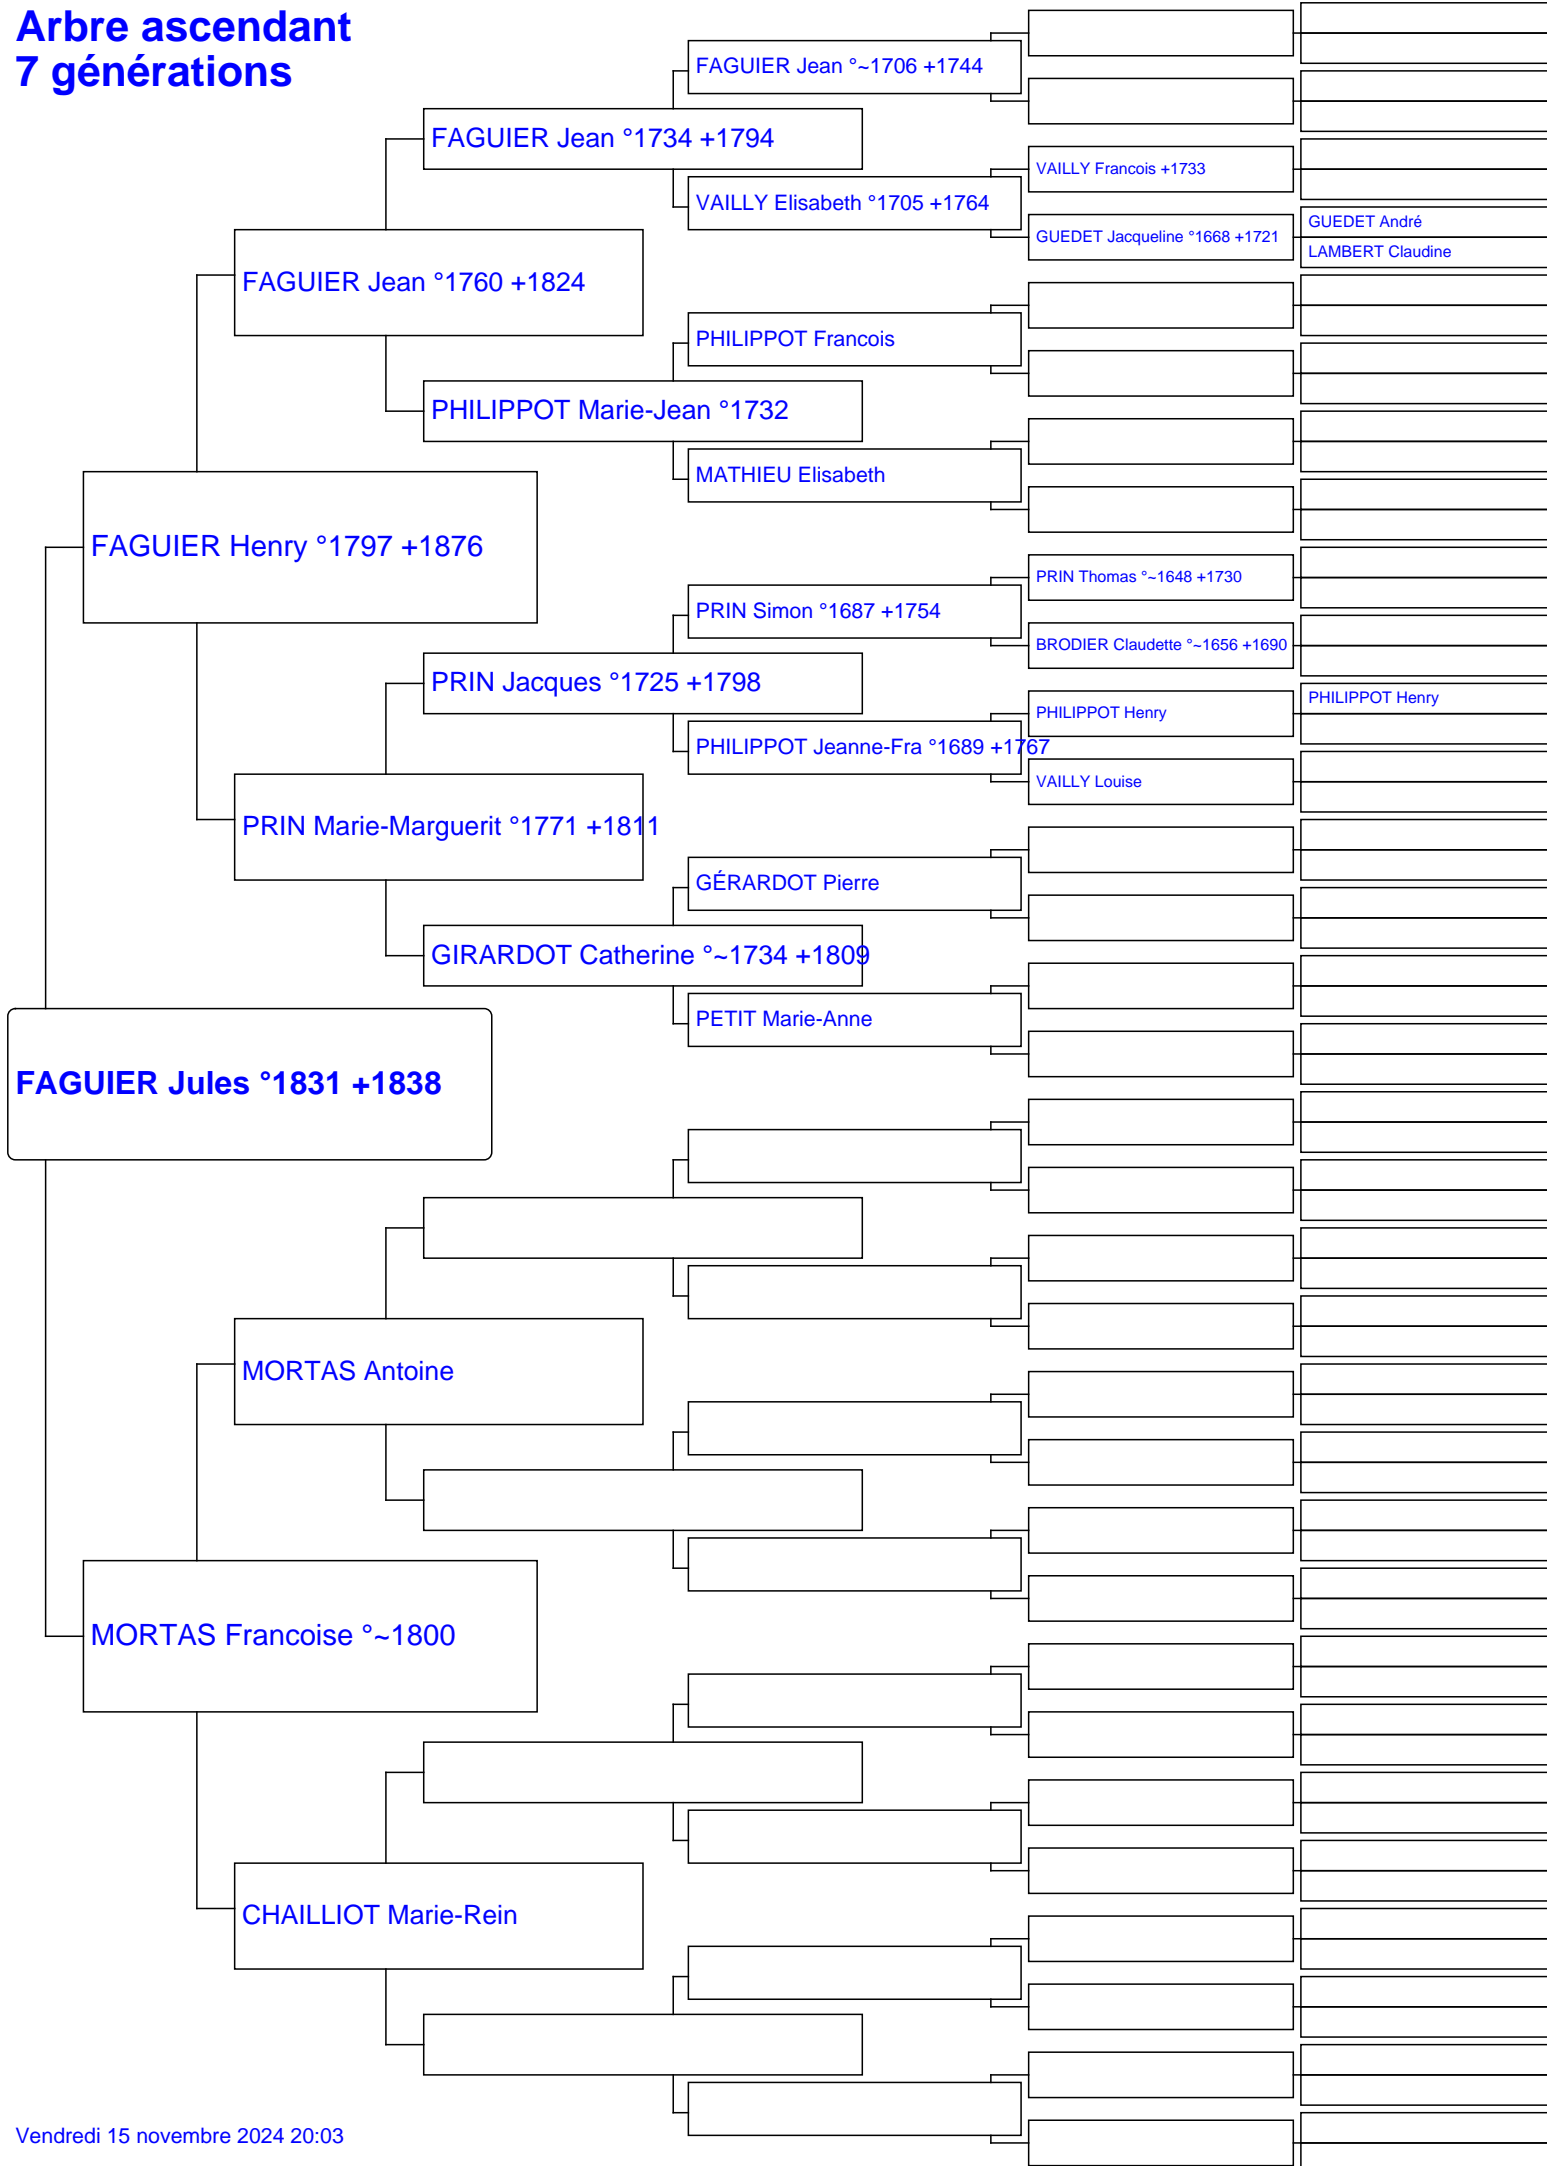 Arbre ascendant
7 générations
FAGUIER Jean °~1706 +1744
FAGUIER Jean °1734 +1794
VAILLY Francois +1733
VAILLY Elisabeth °1705 +1764
GUEDET André
GUEDET Jacqueline °1668 +1721
LAMBERT Claudine
FAGUIER Jean °1760 +1824
PHILIPPOT Francois
PHILIPPOT Marie-Jean °1732
MATHIEU Elisabeth
FAGUIER Henry °1797 +1876
PRIN Thomas °~1648 +1730
PRIN Simon °1687 +1754
BRODIER Claudette °~1656 +1690
PRIN Jacques °1725 +1798
PHILIPPOT Henry
PHILIPPOT Henry
PHILIPPOT Jeanne-Fra °1689 +1767
VAILLY Louise
PRIN Marie-Marguerit °1771 +1811
GÉRARDOT Pierre
GIRARDOT Catherine °~1734 +1809
PETIT Marie-Anne
FAGUIER Jules °1831 +1838
MORTAS Antoine
MORTAS Francoise °~1800
CHAILLIOT Marie-Rein
Vendredi 15 novembre 2024 20:03